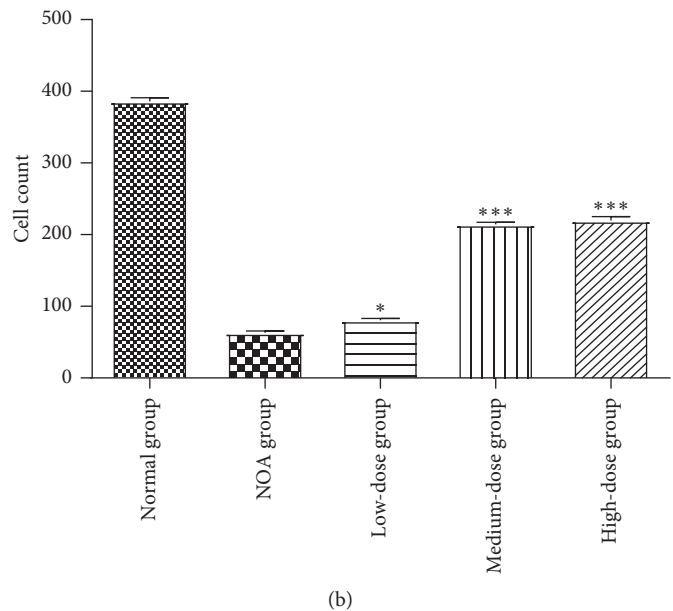 500
400
300
200
100
0
Cell count
*
***
***
Normal group
NOA group
Low-dose group
Medium-dose group
High-dose group
(b)